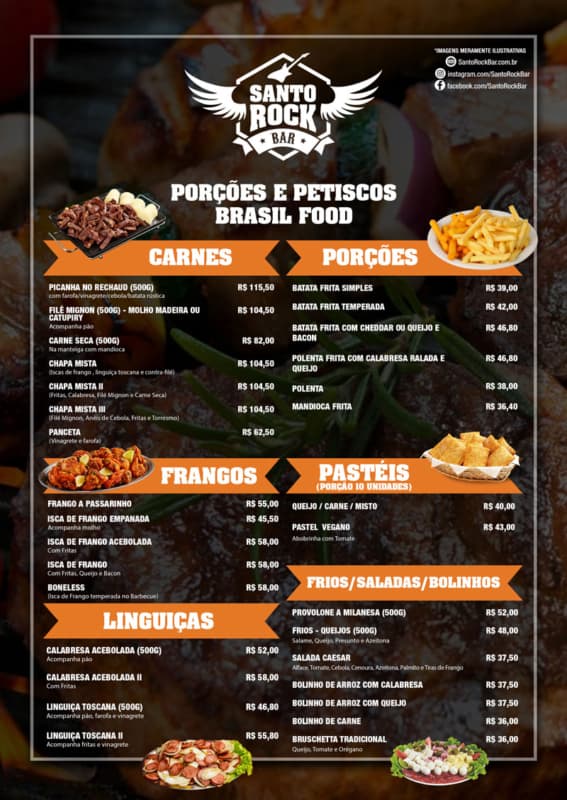 *IMAGENS MERAMENTE ILUSTRATIVAS
SantoRockBar.com.br
instagram.com/SantoRockBar
facebook.com/SantoRockBar
SANTO
ROCK
BAR
PORÇÕES E PETISCOS
BRASIL FOOD
CARNES
PICANHA NO RECHAUD (500G) R$ 115,50
com farofa/vinagrete/cebola/batata rústica
FILÉ MIGNON (500G) - MOLHO MADEIRA OU
CATUPIRY R$ 104,50
Acompanha pão
CARNE SECA (500G) R$ 82,00
Na manteiga com mandioca
CHAPA MISTA R$ 104,50
(Iscas de frango , linguiça toscana e contra-filé)
CHAPA MISTA II R$ 104,50
(Fritas, Calabresa, Filé Mignon e Carne Seca)
CHAPA MISTA III R$ 104,50
(Filé Mignon, Anéis de Cebola, Fritas e Torresmo)
PANCETA R$ 62,50
(Vinagrete e farofa)
PORÇÕES
BATATA FRITA SIMPLES R$ 39,00
BATATA FRITA TEMPERADA R$ 42,00
BATATA FRITA COM CHEDDAR OU QUEIJO E
BACON R$ 46,80
POLENTA FRITA COM CALABRESA RALADA E
QUEIJO R$ 46,80
POLENTA R$ 38,00
MANDIOCA FRITA R$ 36,40
FRANGOS
FRANGO A PASSARINHO R$ 55,00
ISCA DE FRANGO EMPANADA R$ 45,50
Acompanha molho
ISCA DE FRANGO ACEBOLADA R$ 58,00
Com Fritas
ISCA DE FRANGO R$ 58,00
Com Fritas, Queijo e Bacon
BONELESS R$ 58,00
(Isca de Frango temperada no Barbecue)
PASTÉIS
(PORÇÃO 10 UNIDADES)
QUEIJO / CARNE / MISTO R$ 40,00
PASTEL VEGANO R$ 43,00
Abobrinha com Tomate
LINGUIÇAS
CALABRESA ACEBOLADA (500G) R$ 52,00
Acompanha pão
CALABRESA ACEBOLADA II R$ 58,00
Com Fritas
LINGUIÇA TOSCANA (500G) R$ 46,80
Acompanha pão, farofa e vinagrete
LINGUIÇA TOSCANA II R$ 55,80
Acompanha fritas e vinagrete
FRIOS/SALADAS/BOLINHOS
PROVOLONE A MILANESA (500G) R$ 52,00
FRIOS - QUEIJOS (500G) R$ 48,00
Salame, Queijo, Presunto e Azeitona
SALADA CAESAR R$ 37,50
Alface, Tomate, Cebola, Cenoura, Azeitona, Palmito e Tiras de Frango
BOLINHO DE ARROZ COM CALABRESA R$ 37,50
BOLINHO DE ARROZ COM QUEIJO R$ 37,50
BOLINHO DE CARNE R$ 36,00
BRUSCHETTA TRADICIONAL R$ 36,00
Queijo, Tomate e Orégano